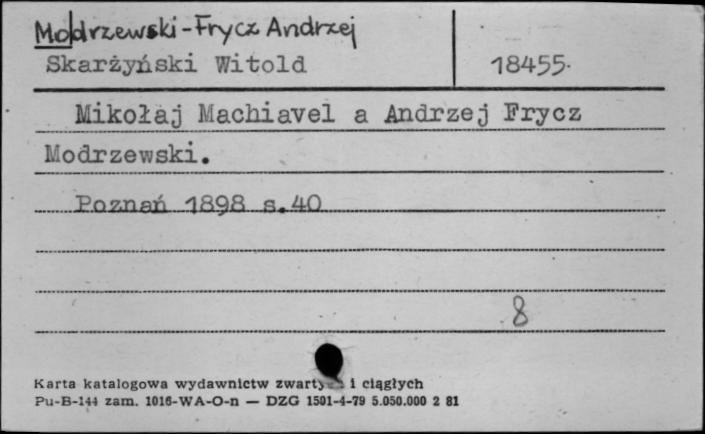 Modrzewski-Frycz Andrzej
Skarżyński Witold 18455.
Mikołaj Machiavel a Andrzej Frycz
Modrzewski.
Poznań 1898 s.40
8
Karta katalogowa wydawnictw i ciągłych
Pu-B-144 zam. 1016-WA-O-n — DZG 1501-4-79 5.050.000 2 81